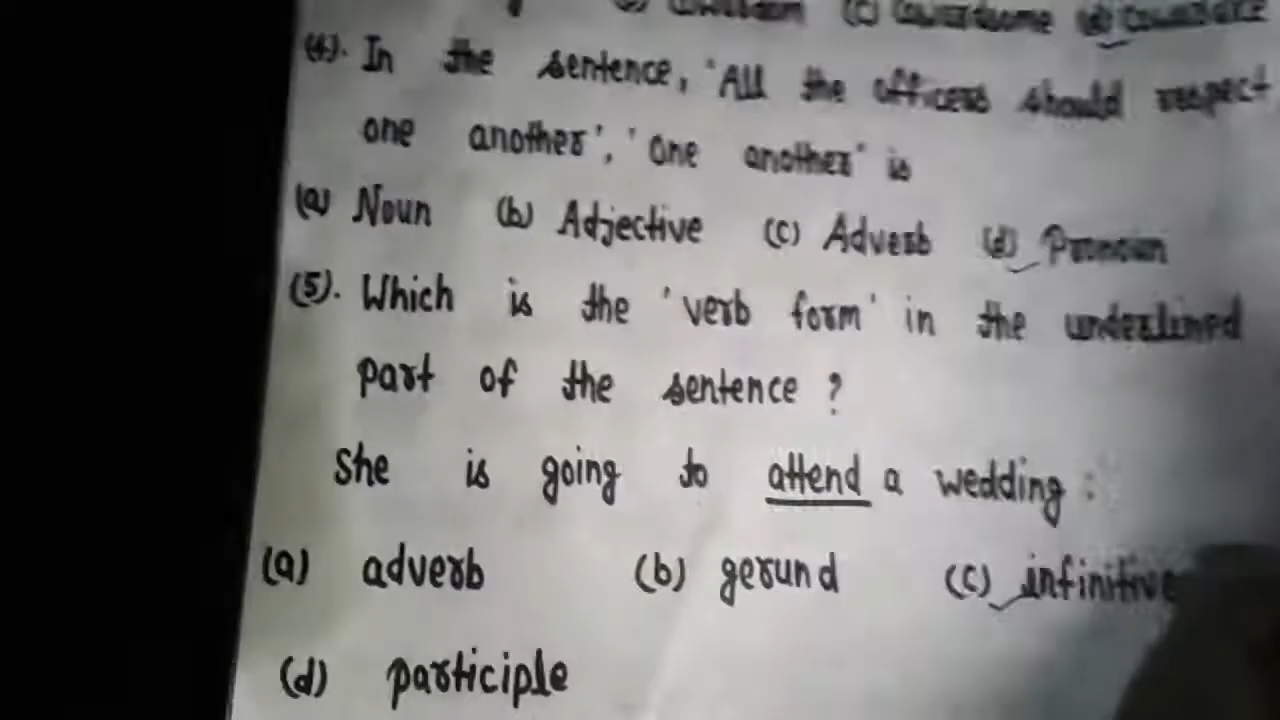 (c) Cowardsome (d) Cowardice
(4). In the sentence, 'All the officers should respect
one another', 'One another' is
(a) Noun (b) Adjective (c) Adverb (d) Pronoun
(5). Which is the 'verb form' in the underlined
part of the sentence ?
She is going to attend a wedding :
(a) adverb (b) gerund (c) infinitive
(d) participle